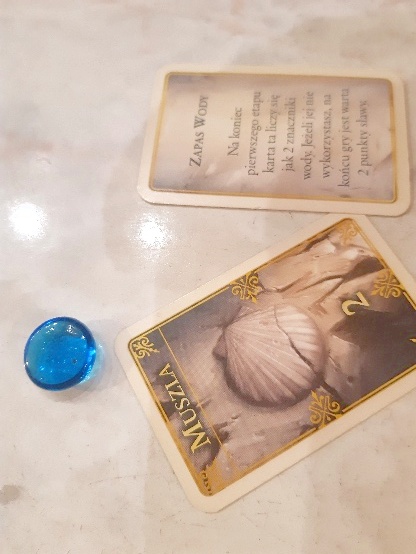 ZAPAS WODY
Na koniec
pierwszego etapu
karta ta liczy się
jak 2 znaczniki
wody. Jeżeli jej nie
wykorzystasz, na
końcu gry jest warta
2 punkty sławy.
MUSZLA
2